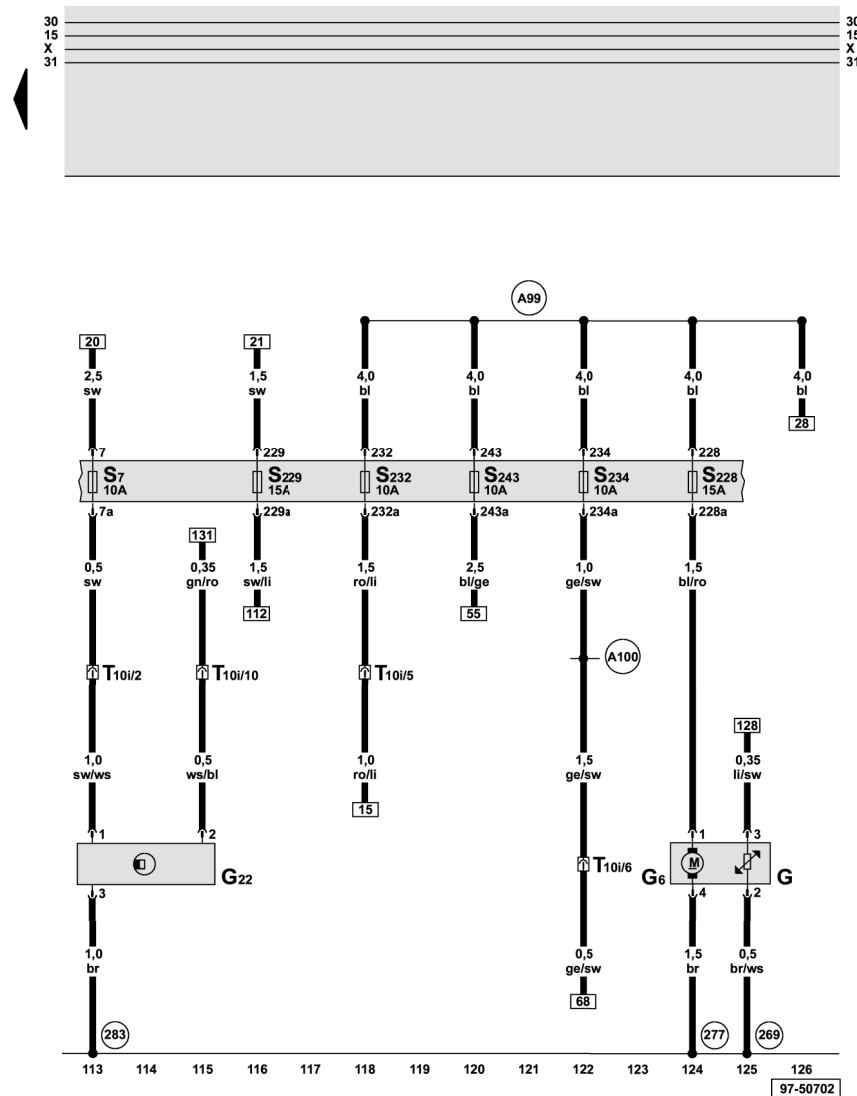 30 30
15 15
X X
31 31
A99
20 21
2,5 1,5 4,0 4,0 4,0 4,0 4,0
sw sw bl bl bl bl bl
28
7 229 232 243 234 228
S7 S229 S232 S243 S234 S228
10A 15A 10A 10A 10A 15A
7a 229a 232a 243a 234a 228a
131
0,5 0,35 1,5 1,5 2,5 1,0 1,5
sw gn/ro sw/li ro/li bl/ge ge/sw bl/ro
112 55
A100
T10i/2 T10i/10 T10i/5
128
1,0 0,5 1,0 1,5 0,35
sw/ws ws/bl ro/li ge/sw li/sw
15
1 2 1 3
T10i/6
G22 G6 M G
3 4 2
1,0 0,5 1,5 0,5
br ge/sw br br/ws
68
283 277 269
113 114 115 116 117 118 119 120 121 122 123 124 125 126
97-50702